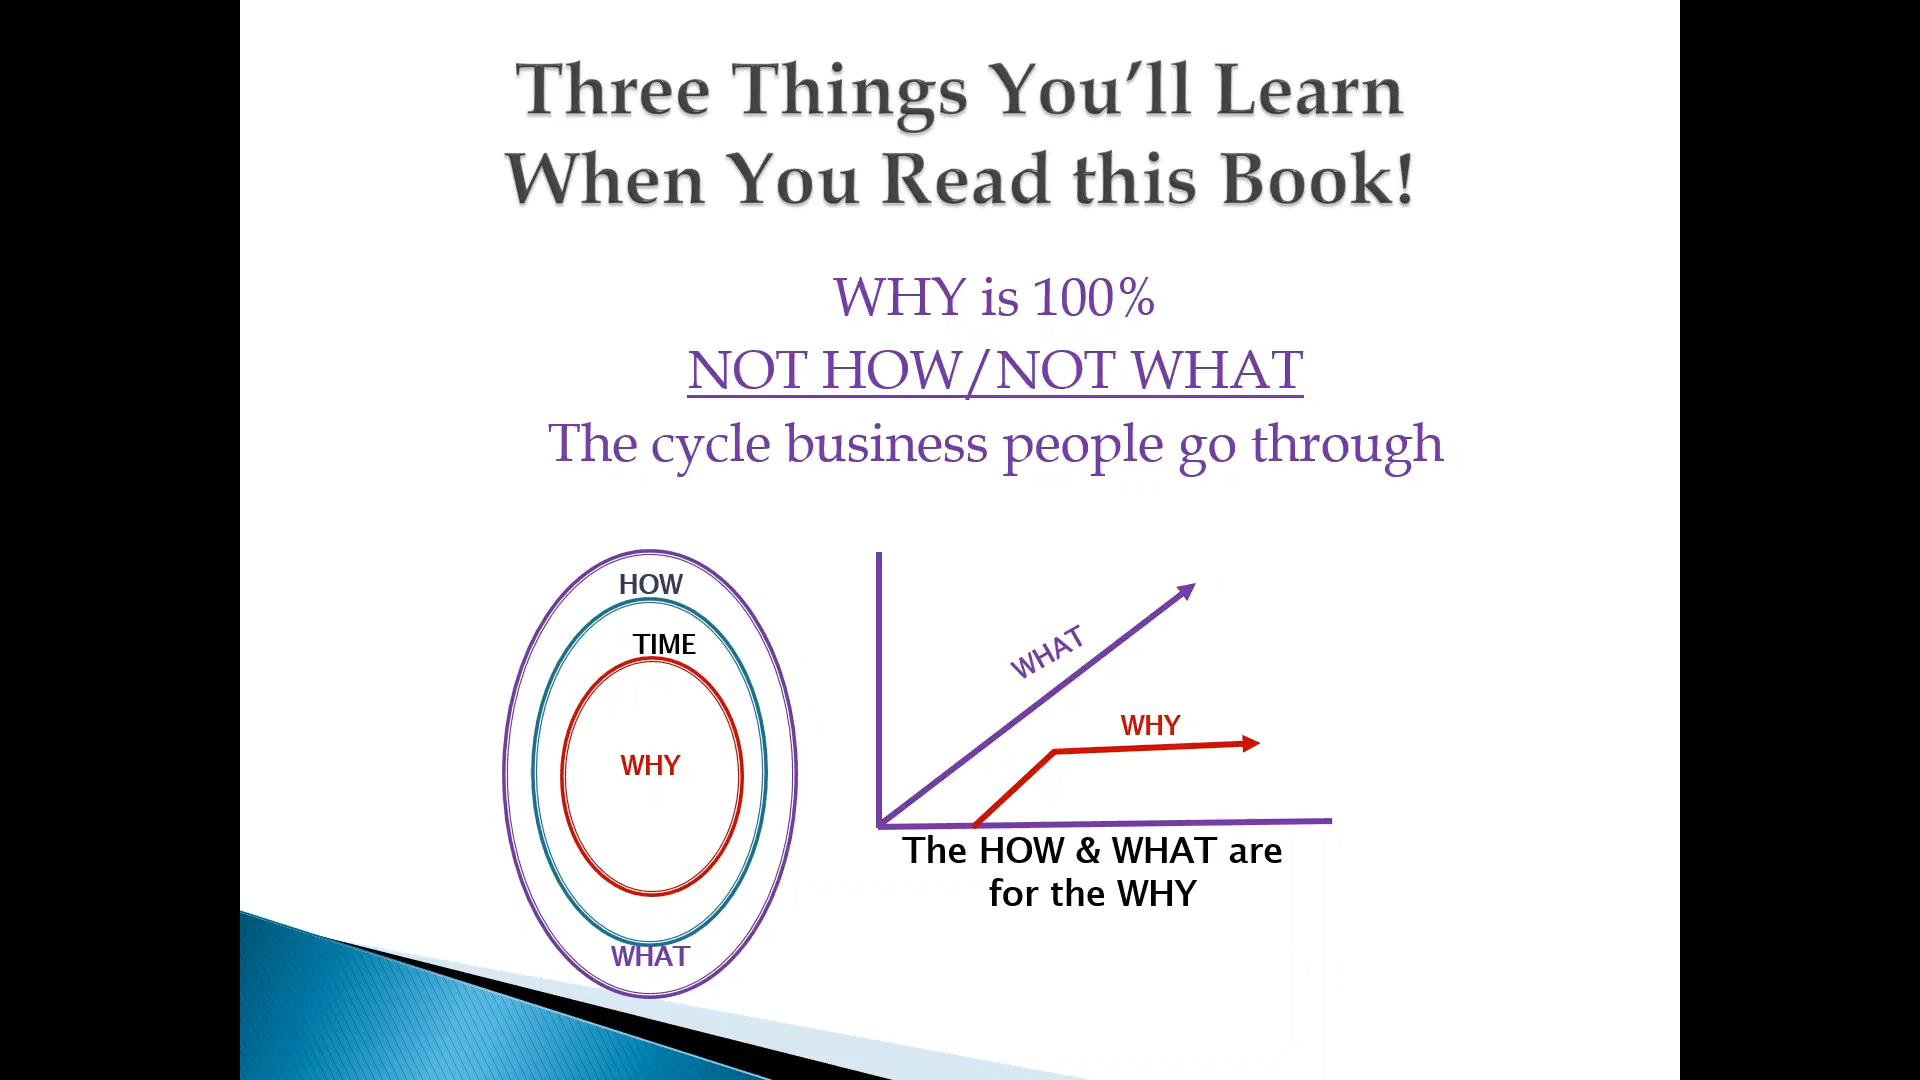 Three Things You’ll Learn
When You Read this Book!
WHY is 100%
NOT HOW/NOT WHAT
The cycle business people go through
HOW
TIME
WHY
WHAT
WHAT
WHY
The HOW & WHAT are
for the WHY